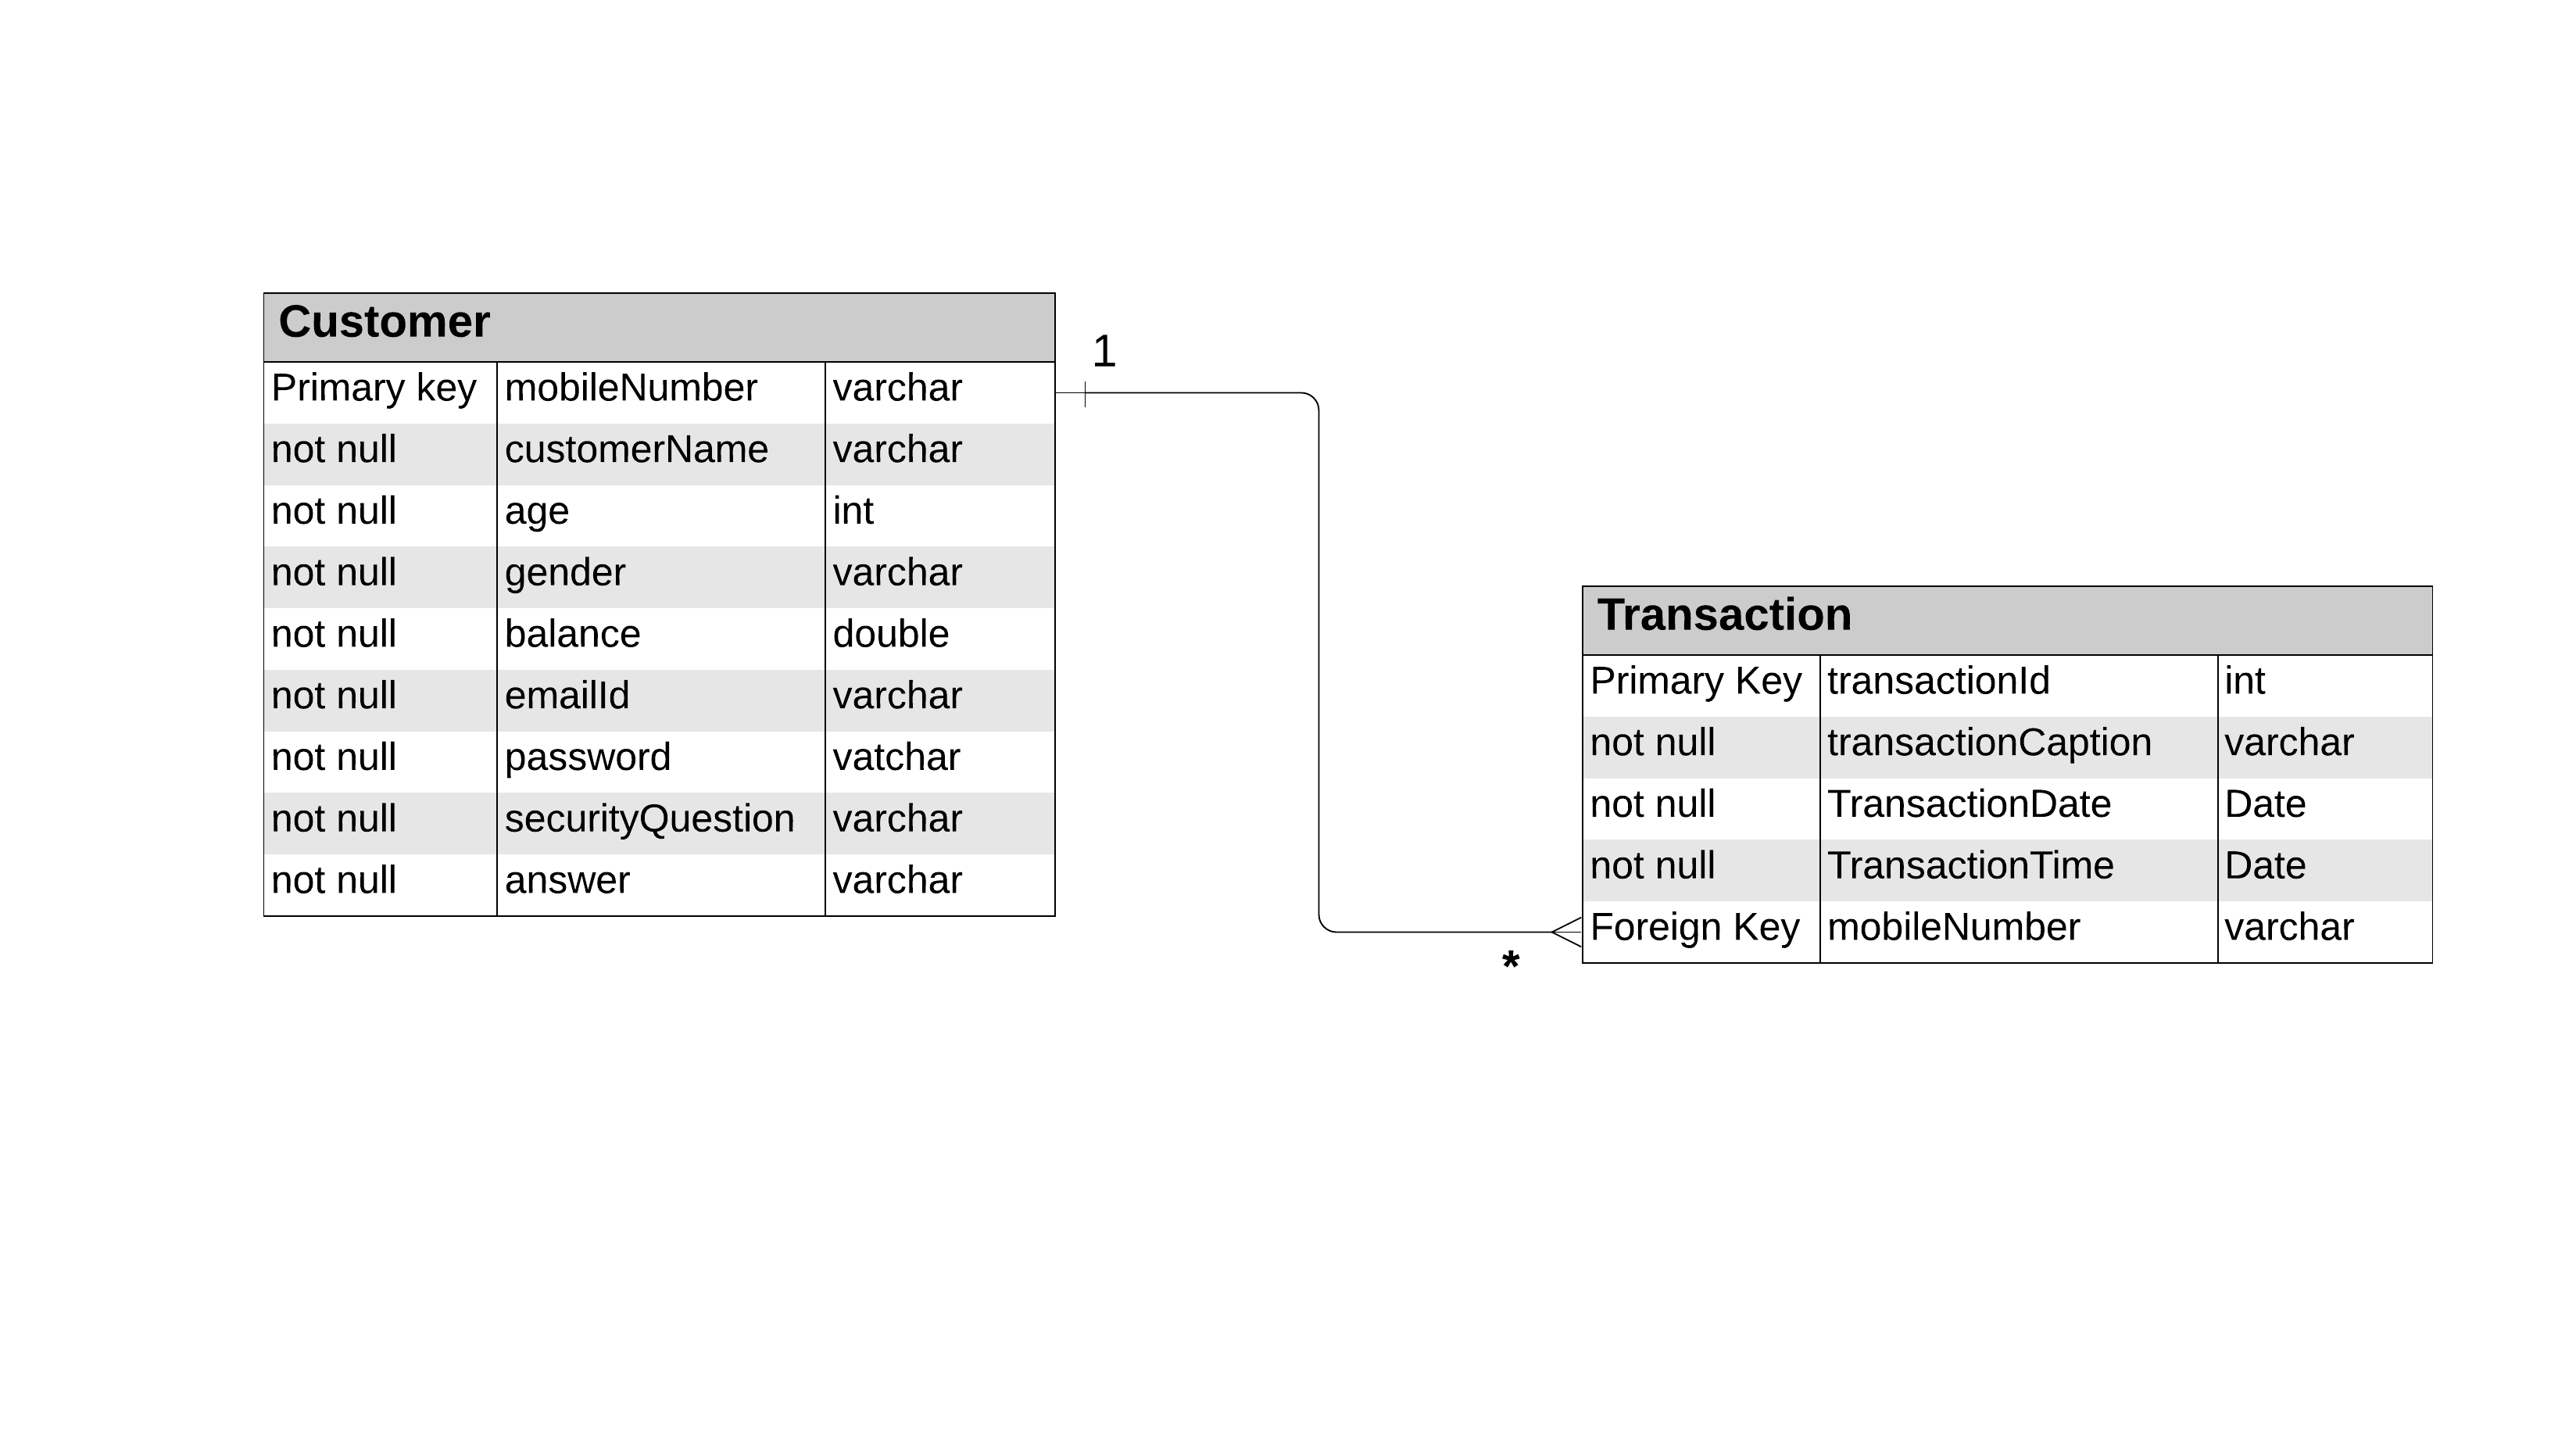 Customer
Primary key mobileNumber varchar
not null customerName varchar
not null age int
not null gender varchar
not null balance double
not null emailId varchar
not null password vatchar
not null securityQuestion varchar
not null answer varchar
1
*
Transaction
Primary Key transactionId int
not null transactionCaption varchar
not null TransactionDate Date
not null TransactionTime Date
Foreign Key mobileNumber varchar